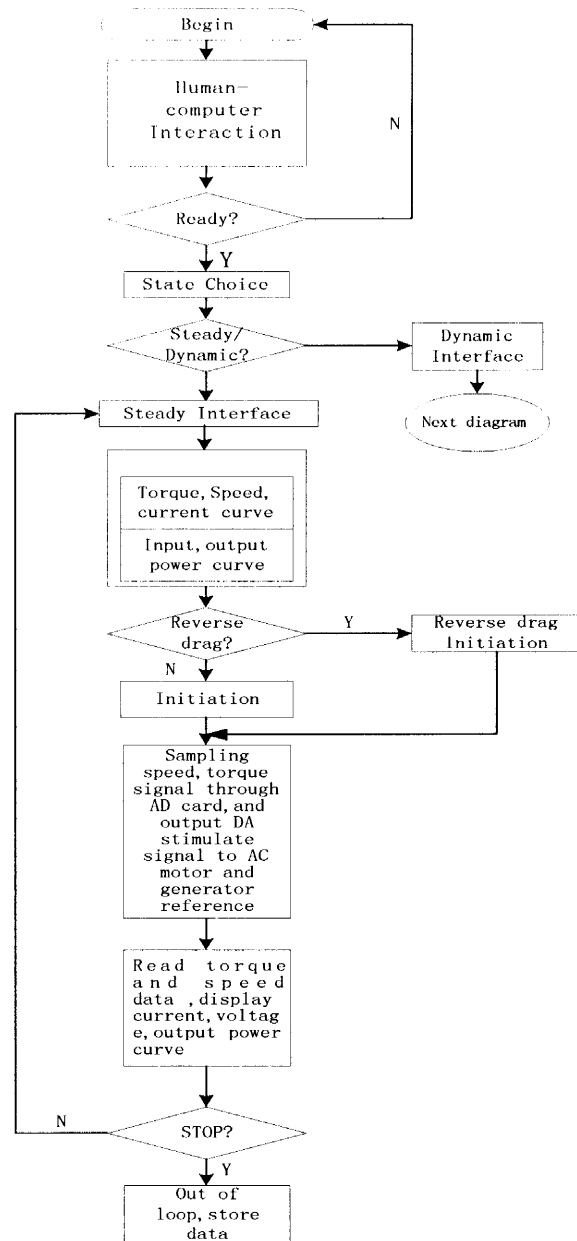 Begin
Human-
computer
Interaction
N
Ready?
Y
State Choice
Steady/
Dynamic?
Dynamic
Interface
Steady Interface
Next diagram
Torque,Speed,
current curve
Input,output
power curve
Reverse
drag?
Y
Reverse drag
Initiation
N
Initiation
Sampling
speed,torque
signal through
AD card,and
output DA
stimulate
signal to AC
motor and
generator
reference
Read torque
and speed
data ,display
current,voltag
e,output power
curve
N
STOP?
Y
Out of
loop,store
data